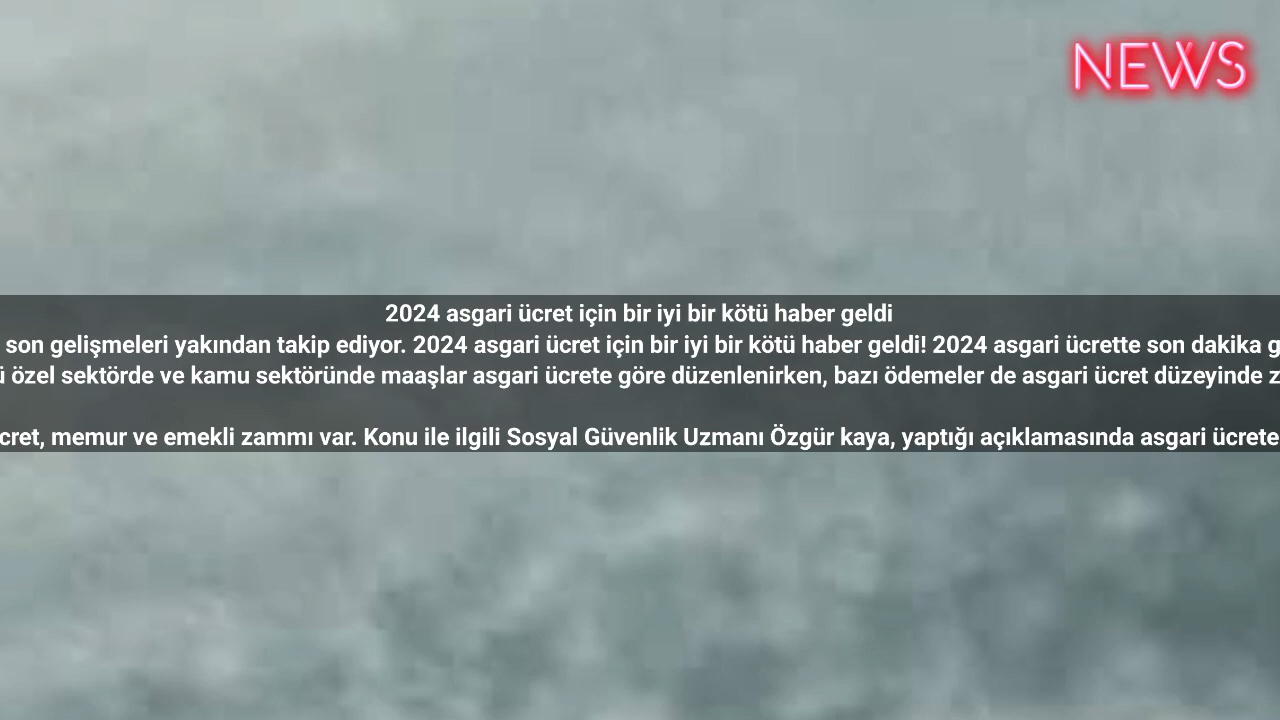 NEWS
2024 asgari ücret için bir iyi bir kötü haber geldi
son gelişmeleri yakından takip ediyor. 2024 asgari ücret için bir iyi bir kötü haber geldi! 2024 asgari ücrette son dakika
özel sektörde ve kamu sektöründe maaşlar asgari ücrete göre düzenlenirken, bazı ödemeler de asgari ücret düzeyinde
memur ve emekli zammı var. Konu ile ilgili Sosyal Güvenlik Uzmanı Özgür kaya, yaptığı açıklamasında asgari ücrete